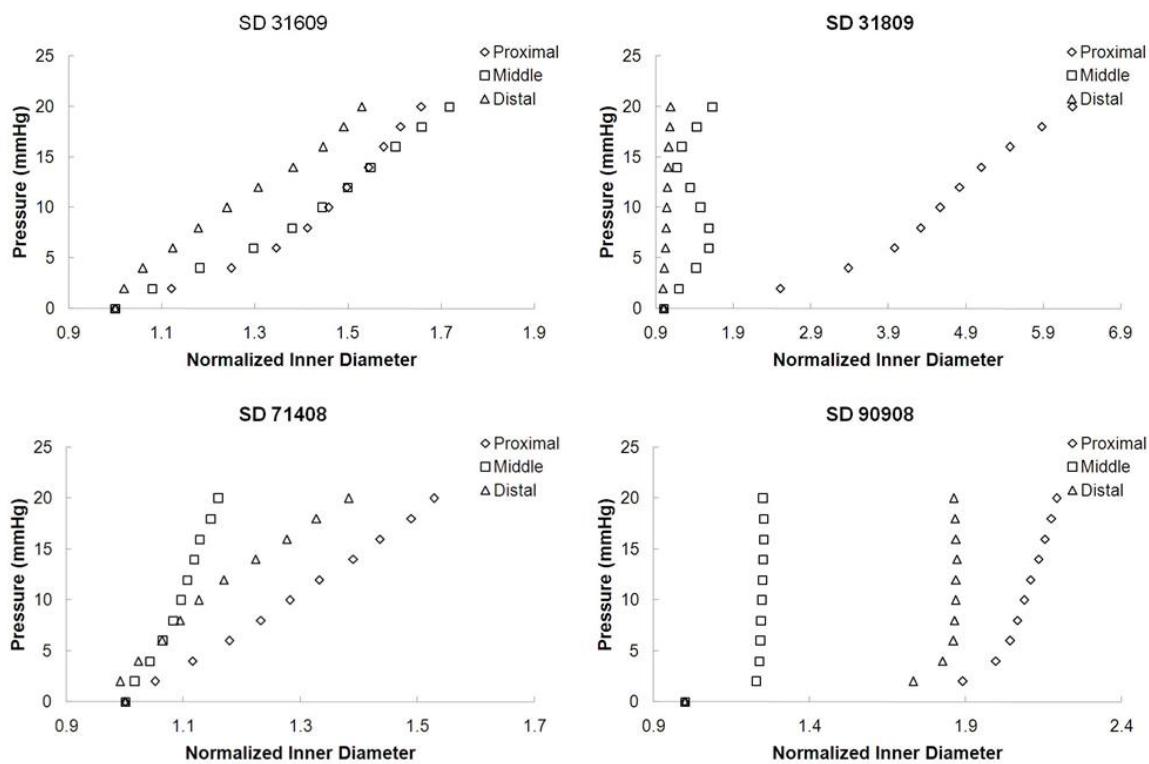 SD 31609
25
20
15
10
5
0
Pressure (mmHg)
0.9 1.1 1.3 1.5 1.7 1.9
Normalized Inner Diameter
Proximal
Middle
Distal
SD 31809
25
20
15
10
5
0
Pressure (mmHg)
0.9 1.9 2.9 3.9 4.9 5.9 6.9
Normalized Inner Diameter
Proximal
Middle
Distal
SD 71408
25
20
15
10
5
0
Pressure (mmHg)
0.9 1.1 1.3 1.5 1.7
Normalized Inner Diameter
Proximal
Middle
Distal
SD 90908
25
20
15
10
5
0
Pressure (mmHg)
0.9 1.4 1.9 2.4
Normalized Inner Diameter
Proximal
Middle
Distal